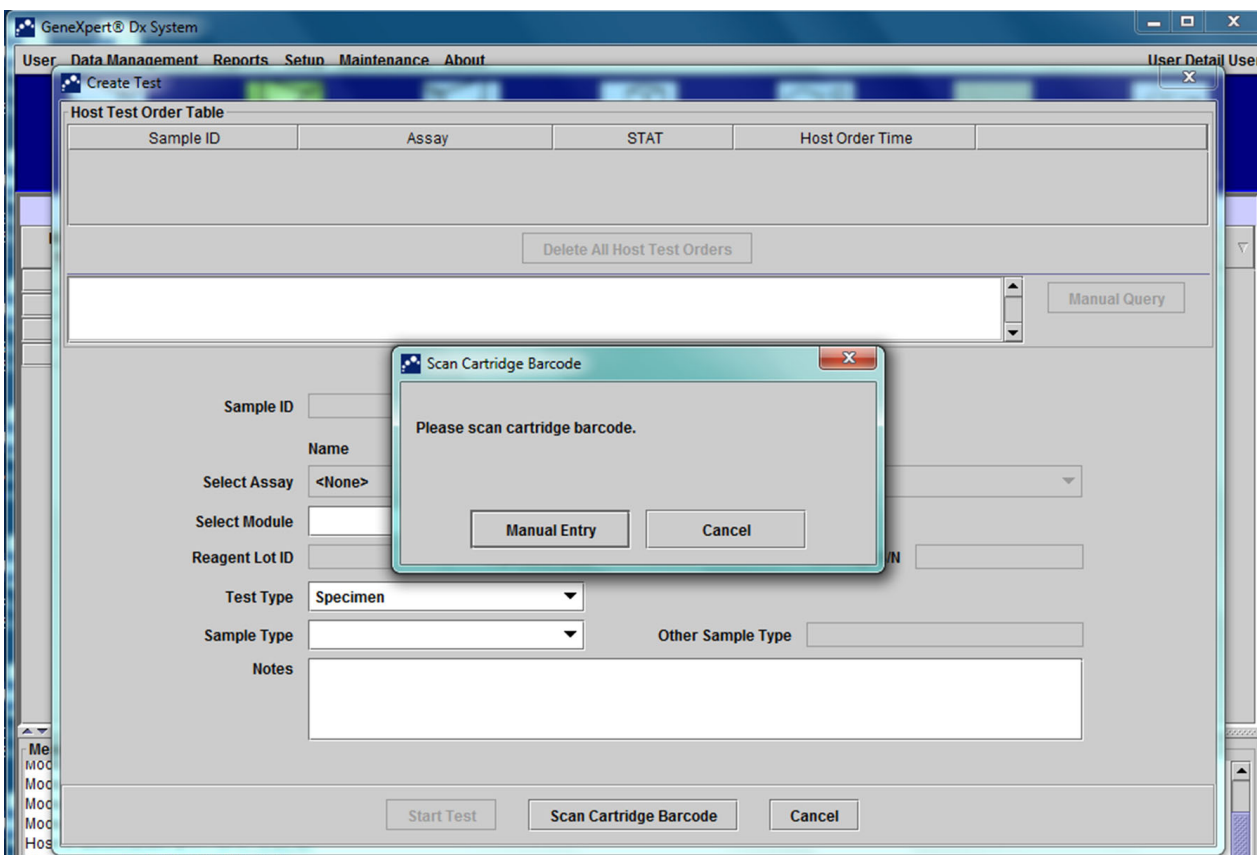 GeneXpert® Dx System
User Data Management Reports Setup Maintenance About User Detail User
Create Test
Host Test Order Table
Sample ID Assay STAT Host Order Time
Delete All Host Test Orders
Manual Query
Scan Cartridge Barcode
Please scan cartridge barcode.
Manual Entry Cancel
Sample ID
Name
Select Assay <None>
Select Module
Reagent Lot ID /N
Test Type Specimen
Sample Type Other Sample Type
Notes
Start Test Scan Cartridge Barcode Cancel